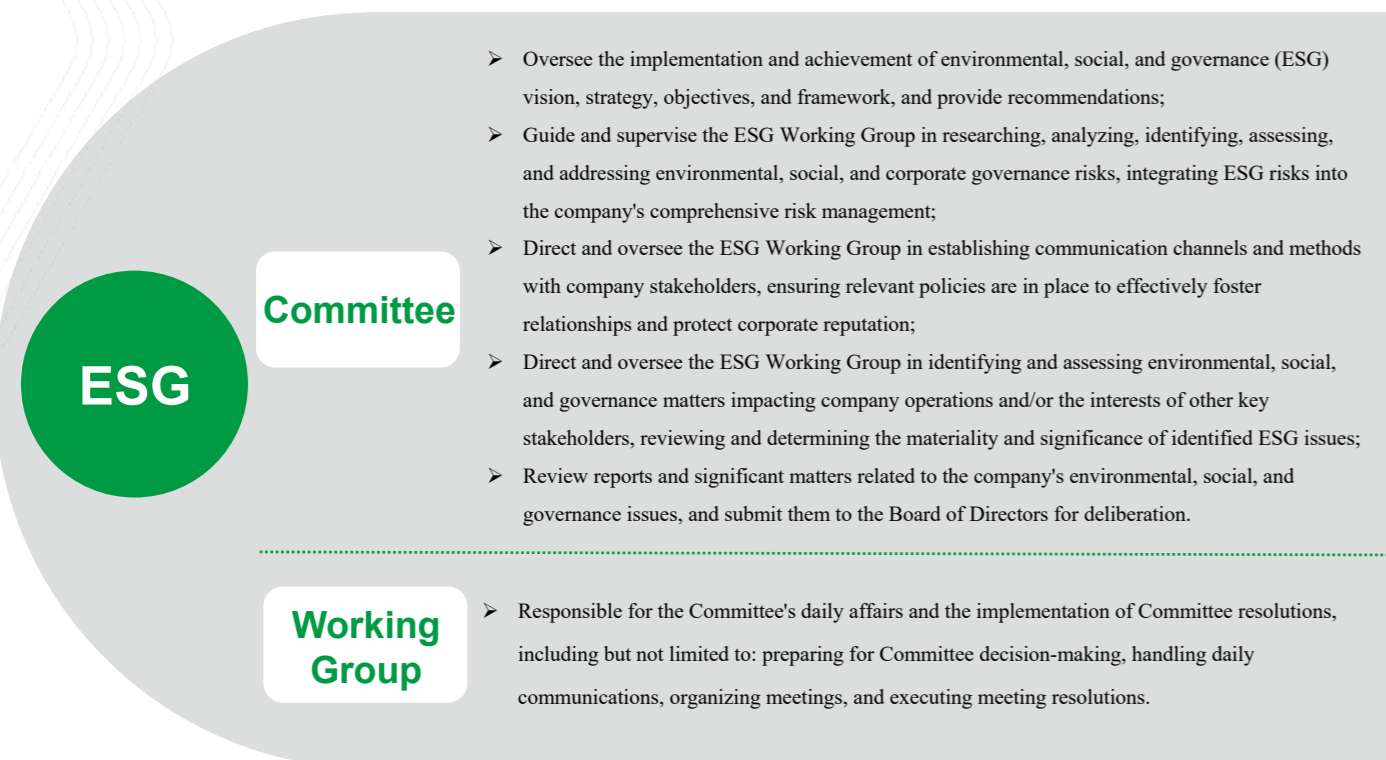 ESG
Committee
➢ Oversee the implementation and achievement of environmental, social, and governance (ESG)
vision, strategy, objectives, and framework, and provide recommendations;
➢ Guide and supervise the ESG Working Group in researching, analyzing, identifying, assessing,
and addressing environmental, social, and corporate governance risks, integrating ESG risks into
the company's comprehensive risk management;
➢ Direct and oversee the ESG Working Group in establishing communication channels and methods
with company stakeholders, ensuring relevant policies are in place to effectively foster
relationships and protect corporate reputation;
➢ Direct and oversee the ESG Working Group in identifying and assessing environmental, social,
and governance matters impacting company operations and/or the interests of other key
stakeholders, reviewing and determining the materiality and significance of identified ESG issues;
➢ Review reports and significant matters related to the company's environmental, social, and
governance issues, and submit them to the Board of Directors for deliberation.
Working
Group
➢ Responsible for the Committee's daily affairs and the implementation of Committee resolutions,
including but not limited to: preparing for Committee decision-making, handling daily
communications, organizing meetings, and executing meeting resolutions.